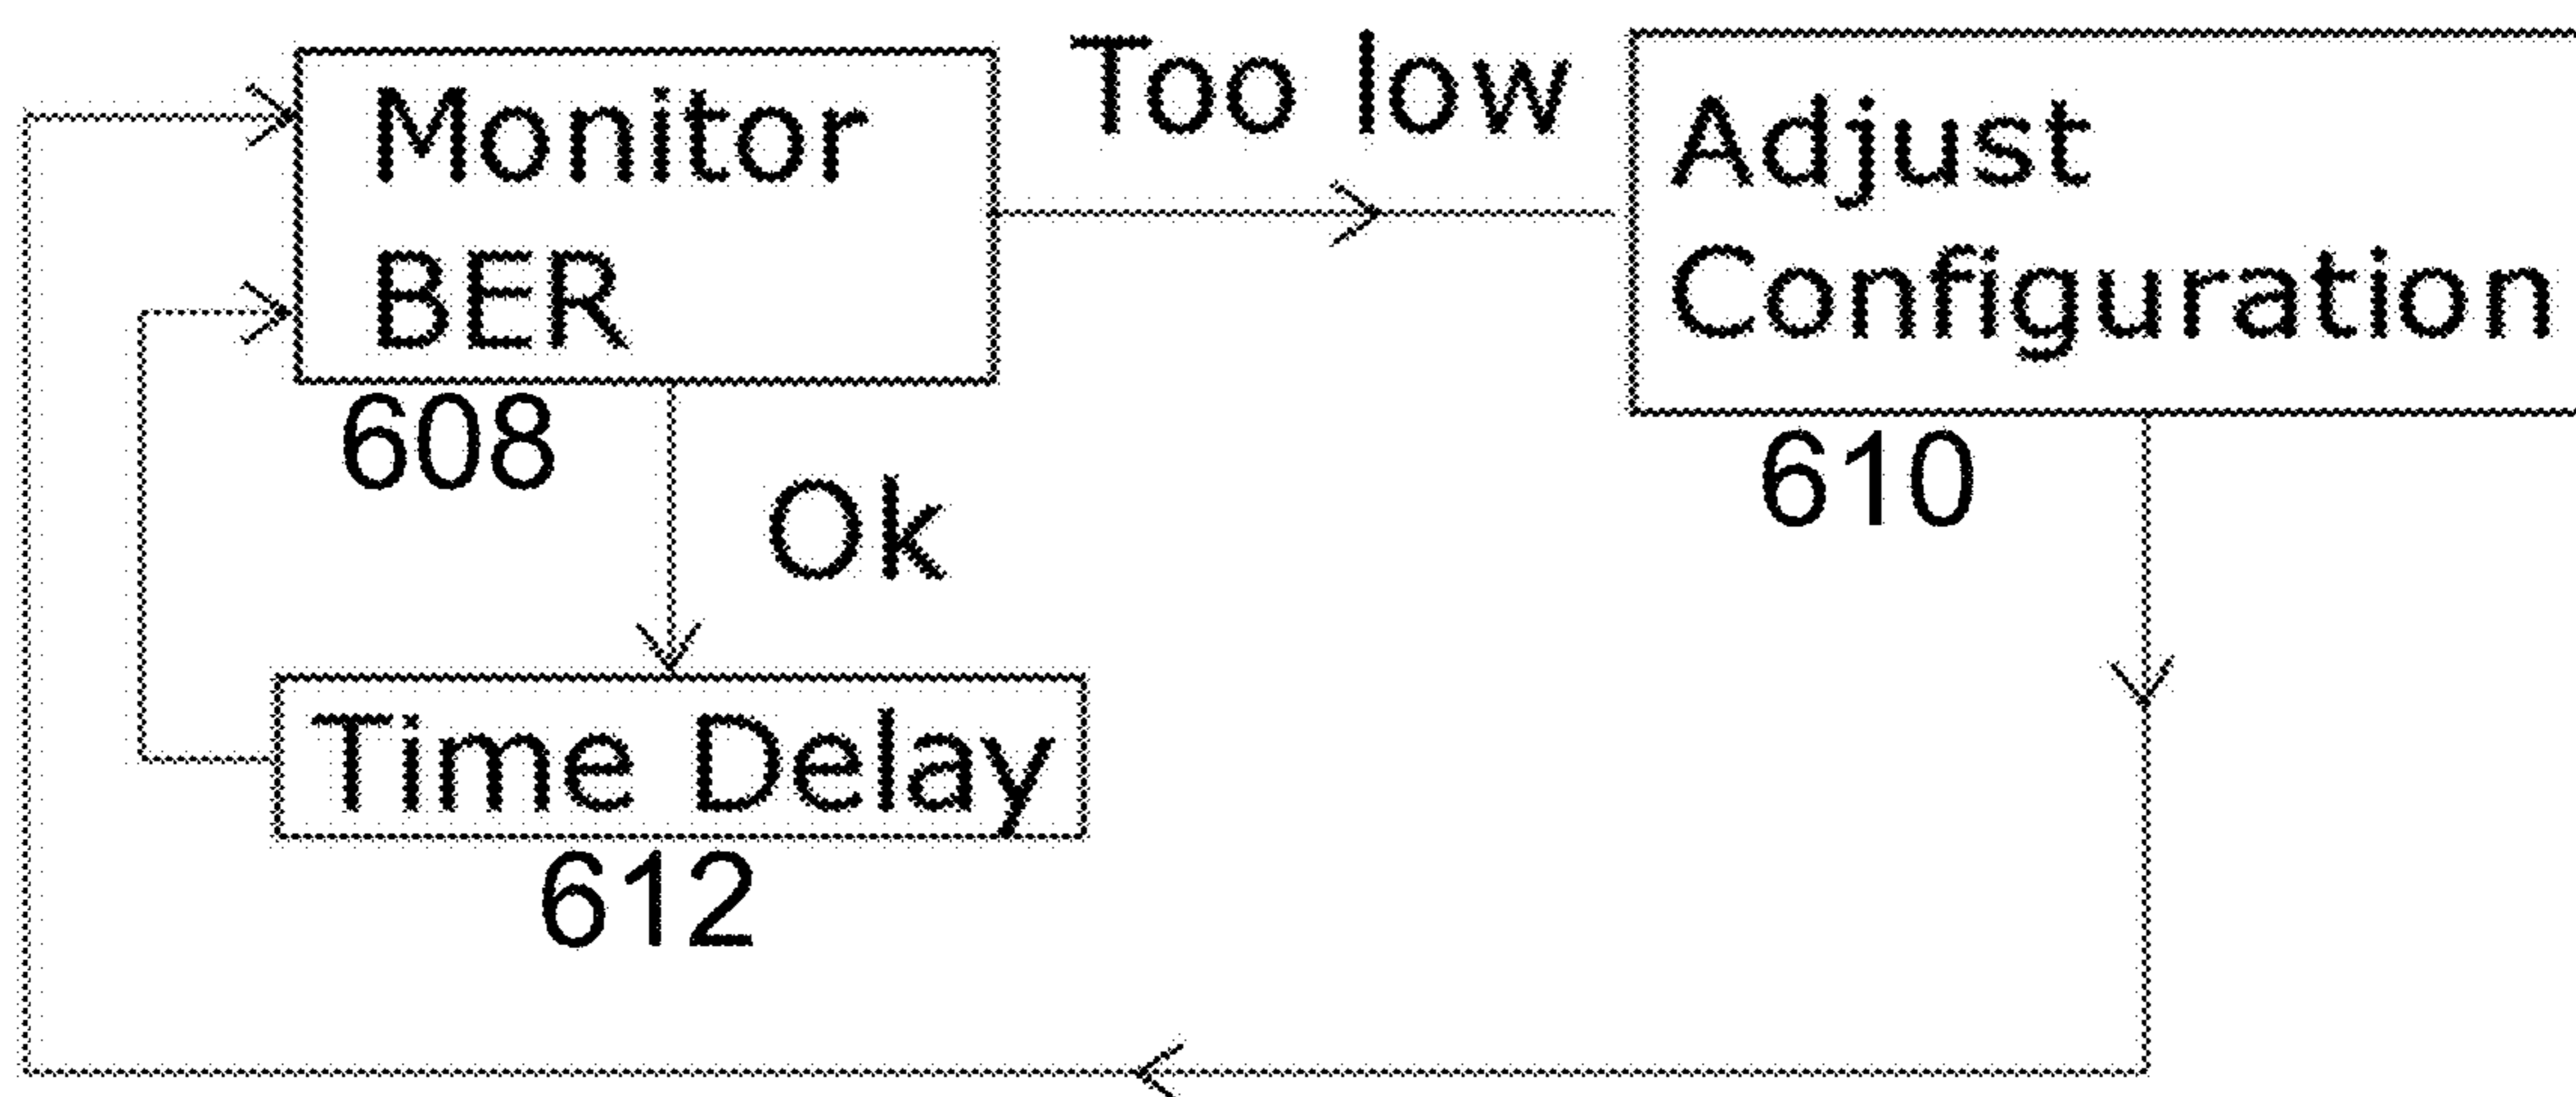 Monitor
BER
608
Too low
Adjust
Configuration
610
Ok
Time Delay
612